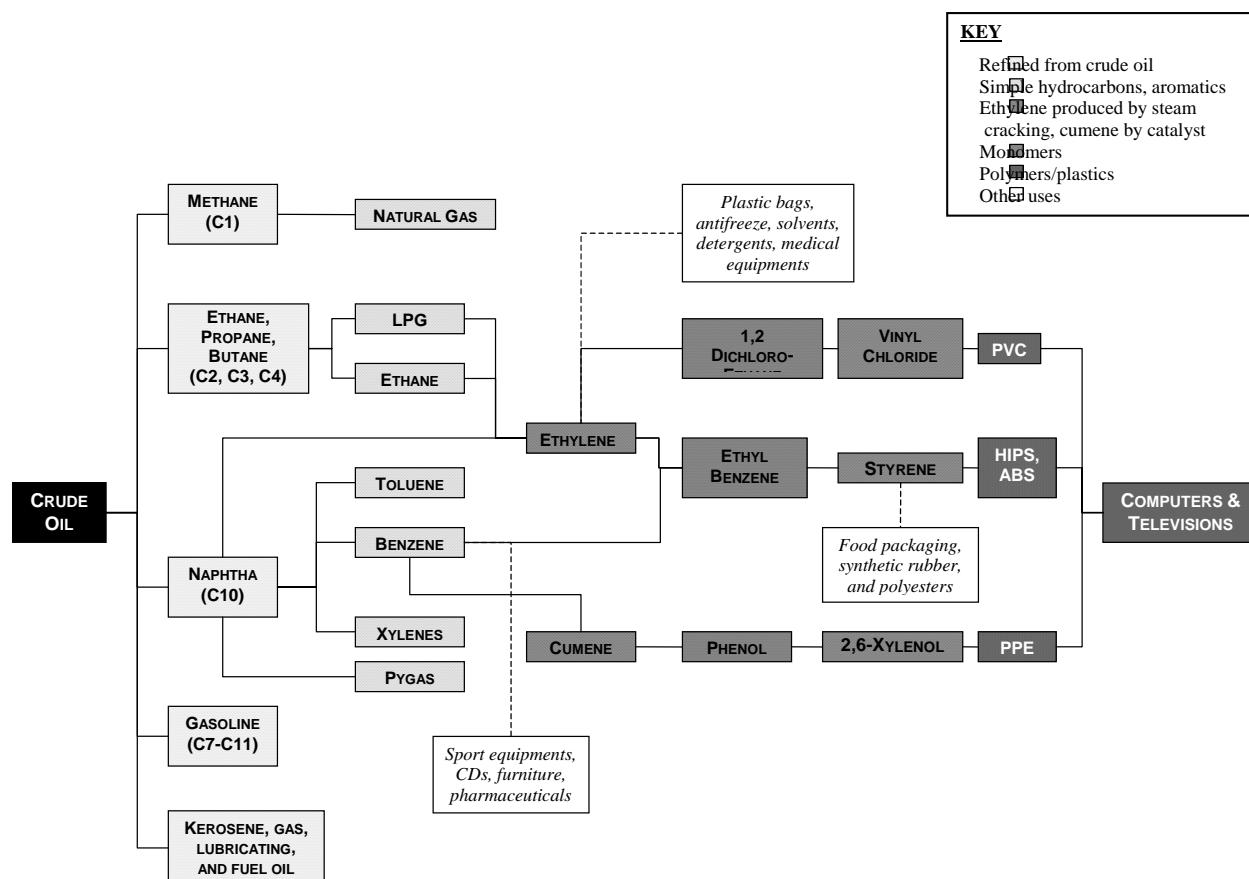 KEY
Refined from crude oil
Simple hydrocarbons, aromatics
Ethylene produced by steam
cracking, cumene by catalyst
Monomers
Polymers/plastics
Other uses
METHANE
(C1)
NATURAL GAS
Plastic bags,
antifreeze, solvents,
detergents, medical
equipments
ETHANE,
PROPANE,
BUTANE
(C2, C3, C4)
LPG
ETHANE
1,2
DICHLORO-
ETHANE
VINYL
CHLORIDE
PVC
ETHYLENE
ETHYL
BENZENE
STYRENE
HIPS,
ABS
CRUDE
OIL
TOLUENE
BENZENE
COMPUTERS &
TELEVISIONS
Food packaging,
synthetic rubber,
and polyesters
NAPHTHA
(C10)
XYLENES
PYGAS
CUMENE
PHENOL
2,6-XYLENOL
PPE
GASOLINE
(C7-C11)
Sport equipments,
CDs, furniture,
pharmaceuticals
KEROSENE, GAS,
LUBRICATING,
AND FUEL OIL